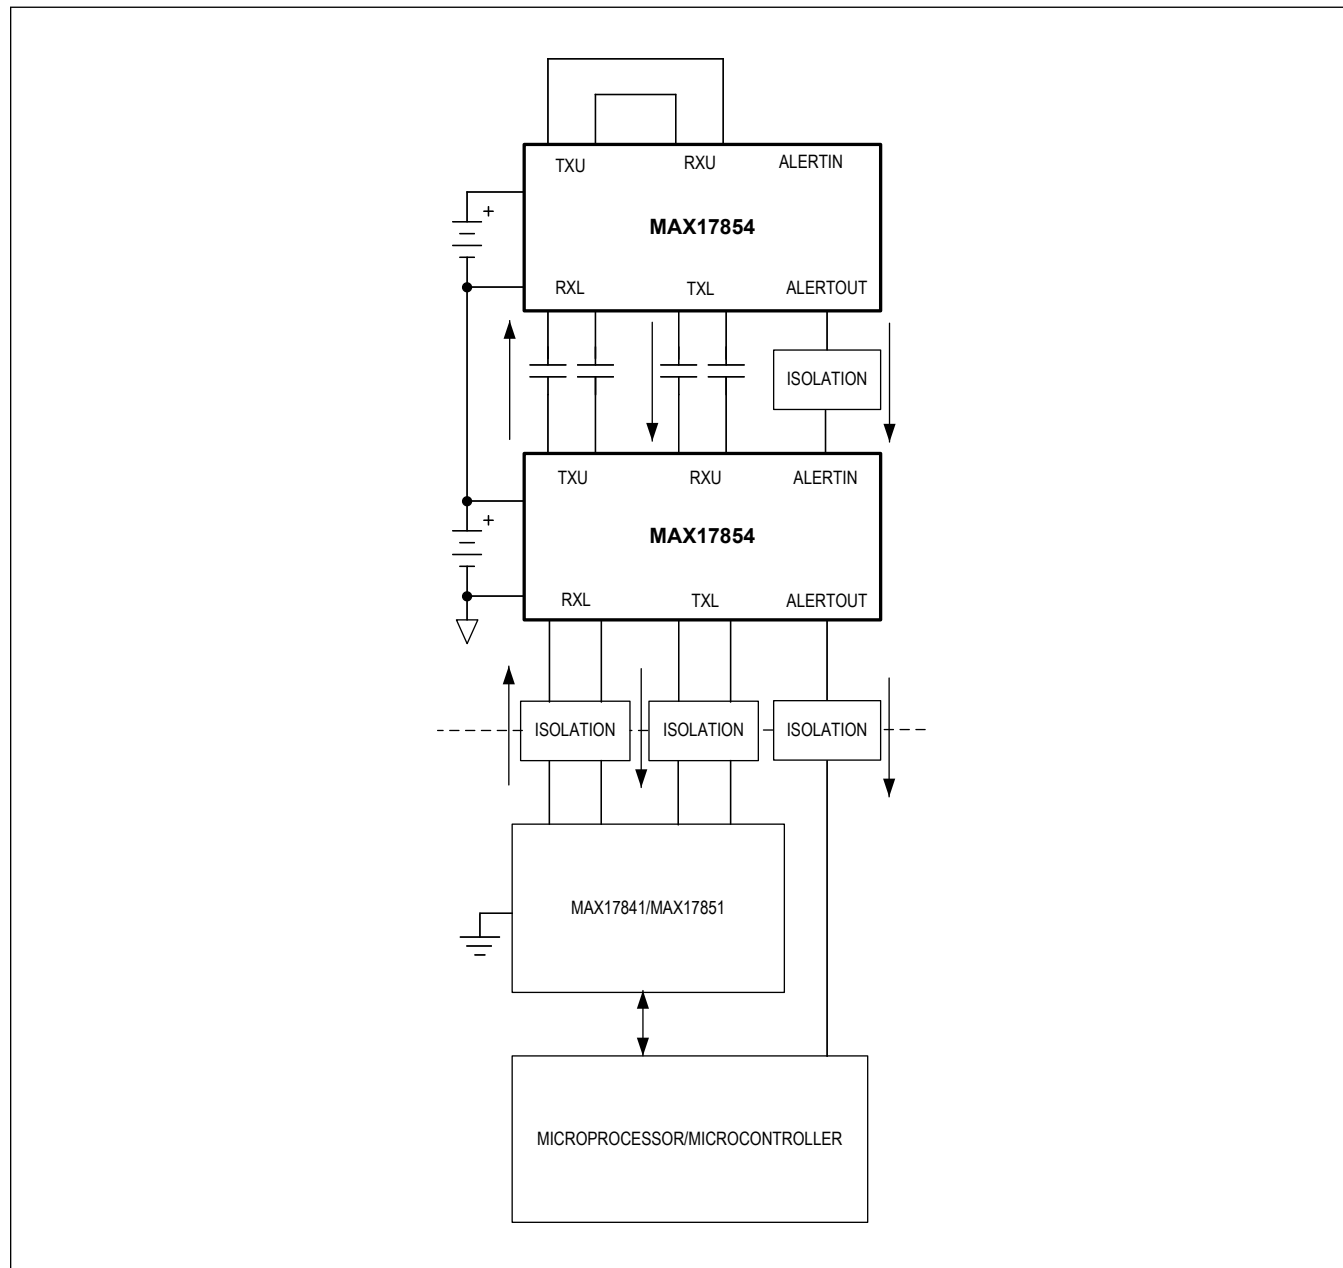 TXU RXU ALERTIN
+
MAX17854
RXL TXL ALERTOUT
ISOLATION
TXU RXU ALERTIN
+
MAX17854
RXL TXL ALERTOUT
ISOLATION ISOLATION ISOLATION
MAX17841/MAX17851
MICROPROCESSOR/MICROCONTROLLER